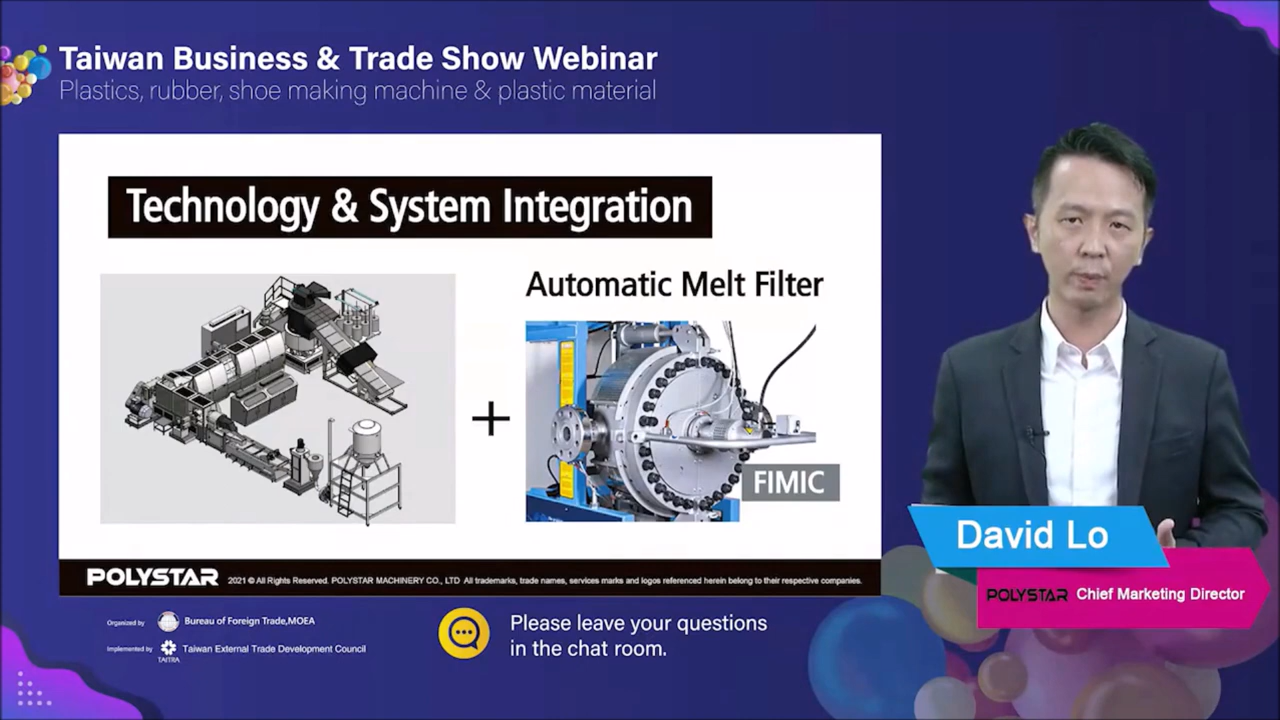 Taiwan Business & Trade Show Webinar
Plastics, rubber, shoe making machine & plastic material
Technology & System Integration
Automatic Melt Filter
+
FIMIC
POLYSTAR 2021 © All Rights Reserved. POLYSTAR MACHINERY CO., LTD All trademarks, trade names, services marks and logos referenced herein belong to their respective companies.
David Lo
POLYSTAR Chief Marketing Director
Organized by Bureau of Foreign Trade,MOEA
Implemented by TAITRA Taiwan External Trade Development Council
Please leave your questions
in the chat room.